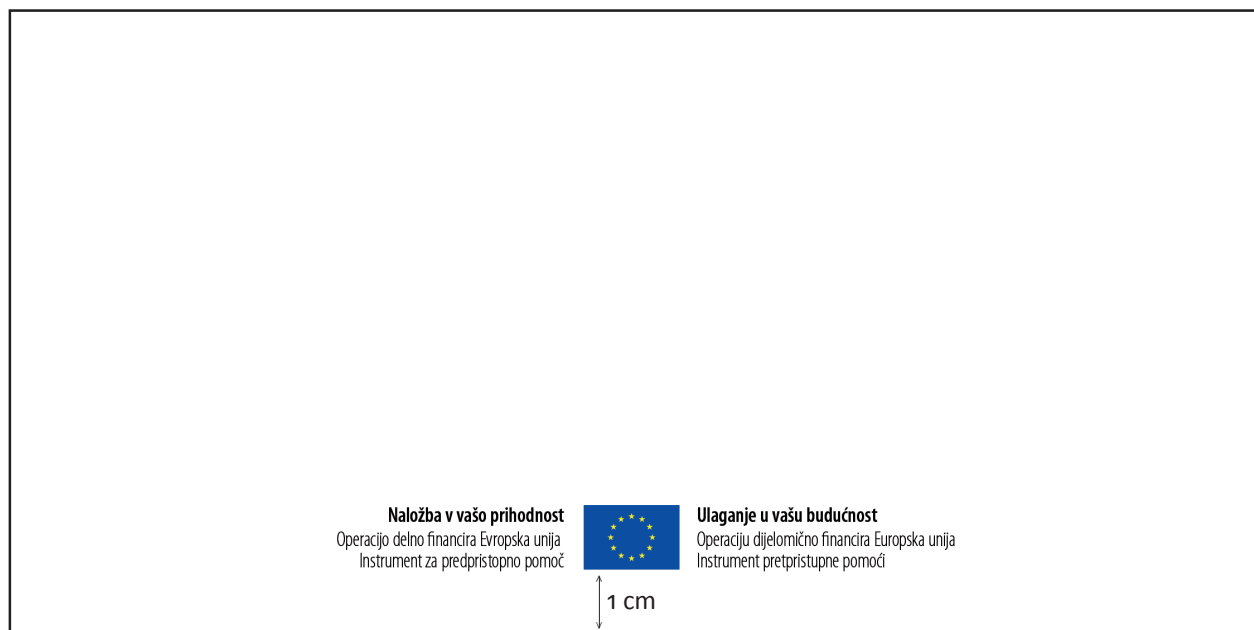 Naložba v vašo prihodnost
Operacijo delno financira Evropska unija
Instrument za predpristopno pomoč
Ulaganje u vašu budućnost
Operaciju dijelomično financira Europska unija
Instrument pretpristupne pomoći
1 cm